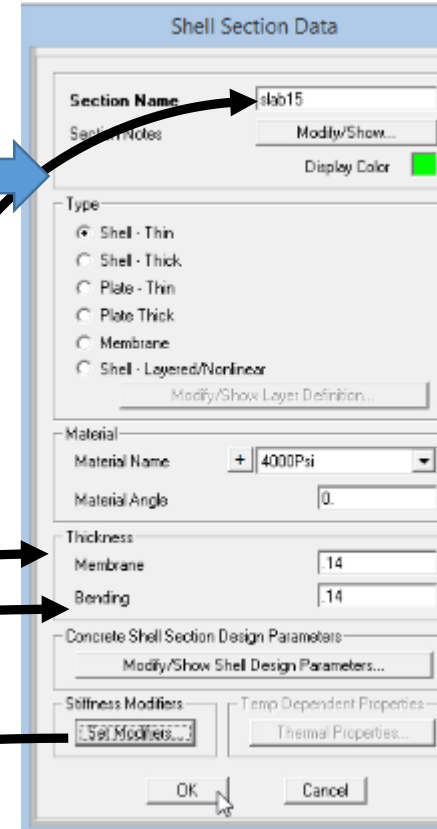 Shell Section Data
Section Name slab15
Section Notes Modify/Show...
Display Color
Type
Shell - Thin
Shell - Thick
Plate - Thin
Plate Thick
Membrane
Shell - Layered/Nonlinear
Modify/Show Layer Definition...
Material
Material Name + 4000Psi
Material Angle 0.
Thickness
Membrane .14
Bending .14
Concrete Shell Section Design Parameters
Modify/Show Shell Design Parameters...
Stiffness Modifiers Temp Dependent Properties
Set Modifiers... Thermal Properties...
OK Cancel